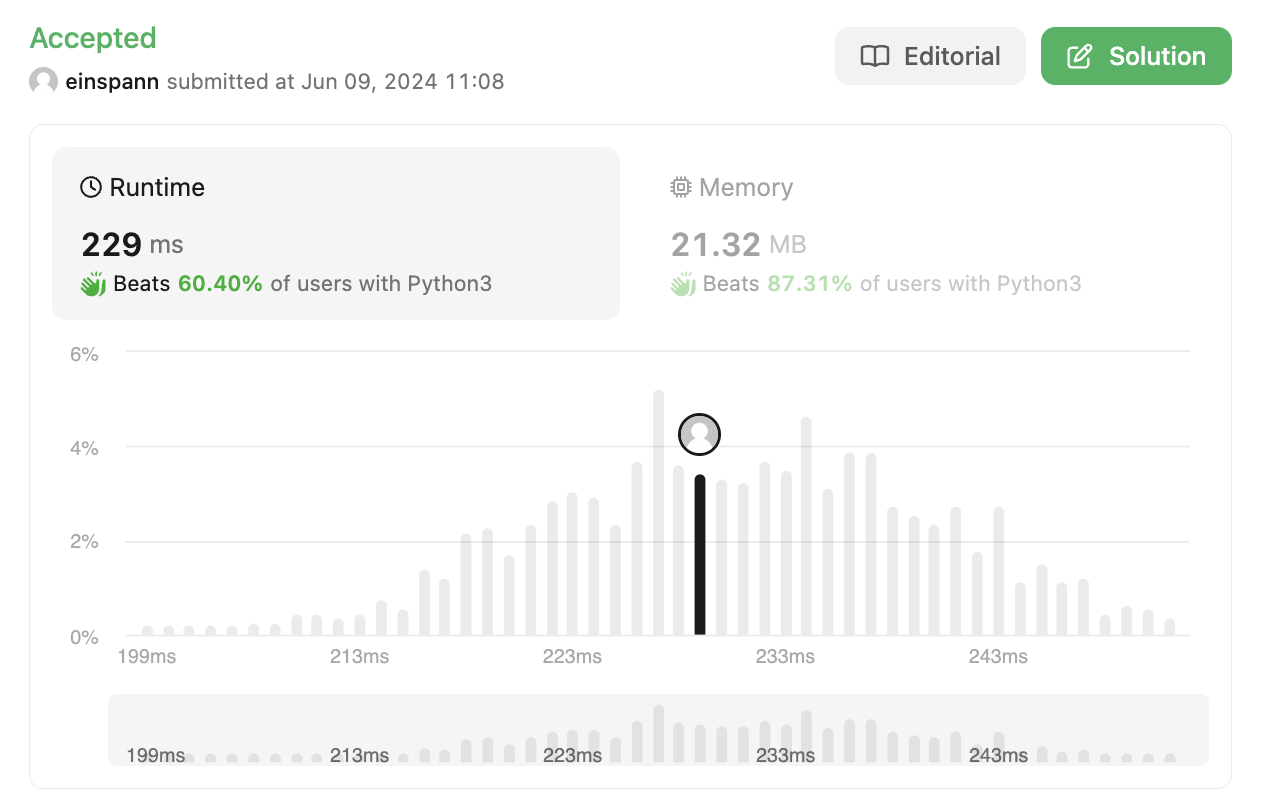 Accepted
einspann submitted at Jun 09, 2024 11:08
Editorial
Solution
Runtime
229 ms
Beats 60.40% of users with Python3
Memory
21.32 MB
Beats 87.31% of users with Python3
6%
4%
2%
0%
199ms 213ms 223ms 233ms 243ms
199ms 213ms 223ms 233ms 243ms